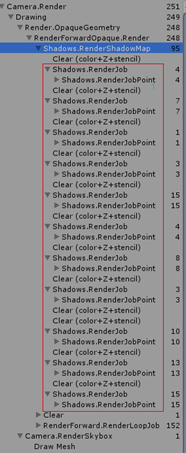 Camera.Render 251
Drawing 249
Render.OpaqueGeometry 248
RenderForwardOpaque.Render 248
Shadows.RenderShadowMap 95
Clear (color+Z+stencil)
Shadows.RenderJob 4
Shadows.RenderJobPoint 4
Clear (color+Z+stencil)
Shadows.RenderJob 7
Shadows.RenderJobPoint 7
Clear (color+Z+stencil)
Shadows.RenderJob 1
Shadows.RenderJobPoint 1
Clear (color+Z+stencil)
Shadows.RenderJob 3
Shadows.RenderJobPoint 3
Clear (color+Z+stencil)
Shadows.RenderJob 15
Shadows.RenderJobPoint 15
Clear (color+Z+stencil)
Shadows.RenderJob 4
Shadows.RenderJobPoint 4
Clear (color+Z+stencil)
Shadows.RenderJob 8
Shadows.RenderJobPoint 8
Clear (color+Z+stencil)
Shadows.RenderJob 3
Shadows.RenderJobPoint 3
Clear (color+Z+stencil)
Shadows.RenderJob 10
Shadows.RenderJobPoint 10
Clear (color+Z+stencil)
Shadows.RenderJob 13
Shadows.RenderJobPoint 13
Clear (color+Z+stencil)
Shadows.RenderJob 15
Shadows.RenderJobPoint 15
Clear 1
RenderForward.RenderLoopJob 152
Camera.RenderSkybox 1
Draw Mesh